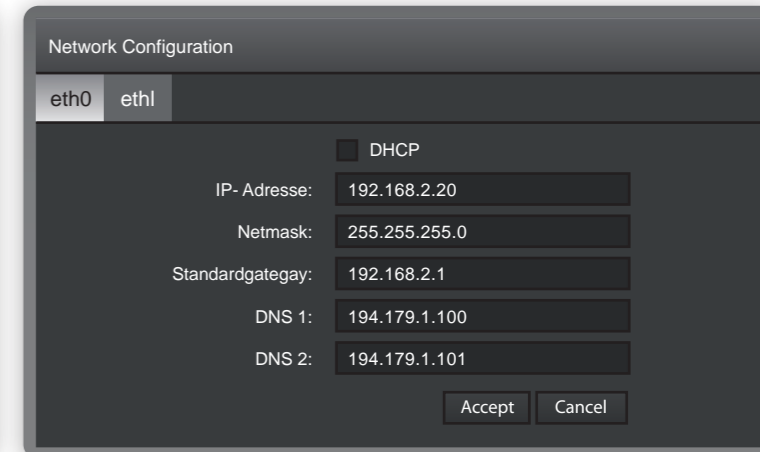 Network Configuration
eth0 ethl
DHCP
IP- Adresse: 192.168.2.20
Netmask: 255.255.255.0
Standardgategay: 192.168.2.1
DNS 1: 194.179.1.100
DNS 2: 194.179.1.101
Accept Cancel